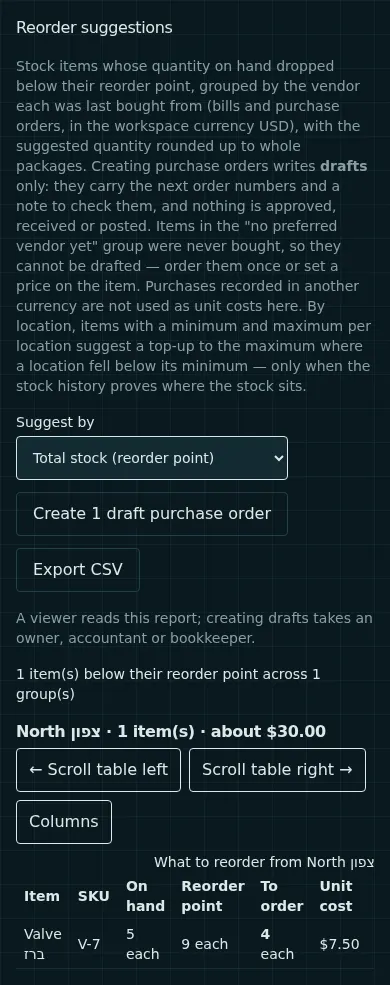 Reorder suggestions
Stock items whose quantity on hand dropped
below their reorder point, grouped by the vendor
each was last bought from (bills and purchase
orders, in the workspace currency USD), with the
suggested quantity rounded up to whole
packages. Creating purchase orders writes drafts
only: they carry the next order numbers and a
note to check them, and nothing is approved,
received or posted. Items in the "no preferred
vendor yet" group were never bought, so they
cannot be drafted — order them once or set a
price on the item. Purchases recorded in another
currency are not used as unit costs here. By
location, items with a minimum and maximum per
location suggest a top-up to the maximum where
a location fell below its minimum — only when the
stock history proves where the stock sits.
Suggest by
Total stock (reorder point)
Create 1 draft purchase order
Export CSV
A viewer reads this report; creating drafts takes an
owner, accountant or bookkeeper.
1 item(s) below their reorder point across 1
group(s)
North צפון · 1 item(s) · about $30.00
← Scroll table left
Scroll table right →
Columns
What to reorder from North צפון
Item SKU On hand Reorder point To order Unit cost
Valve ברז V-7 5 each 9 each 4 each $7.50